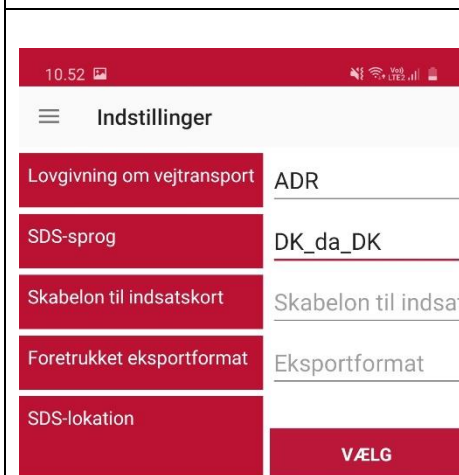 10.52
Indstillinger
Lovgivning om vejtransport ADR
SDS-sprog DK_da_DK
Skabelon til indsatskort Skabelon til indsat
Foretrukket eksportformat Eksportformat
SDS-lokation
VÆLG